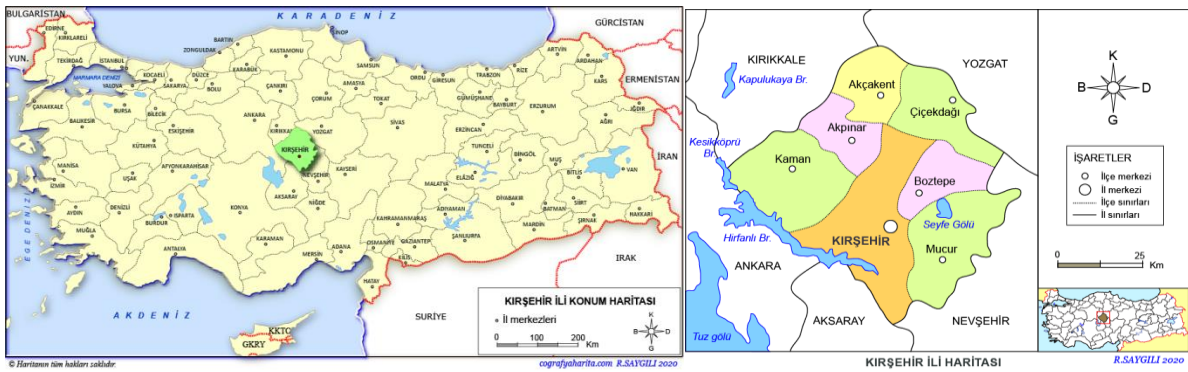 BULGARİSTAN
KARADENİZ
GÜRCİSTAN
YUN.
EDİRNE
KIRKLARELİ
TEKİRDAĞ
İSTANBUL
MARMARA DENİZİ
YALOVA
KOCAELİ
SAKARYA
DÜZCE
BOLU
ZONGULDAK
BARTIN
KARABÜK
KASTAMONU
SİNOP
ÇANKIRI
ÇORUM
SAMSUN
AMASYA
TOKAT
ORDU
GİRESUN
TRABZON
RİZE
ARTVİN
ARDAHAN
KARS
ERMENİSTAN
IĞDIR
GÜMÜŞHANE
BAYBURT
ERZURUM
AĞRI
ÇANAKKALE
BALIKESİR
BURSA
BİLECİK
ESKİŞEHİR
KÜTAHYA
ANKARA
KIRIKKALE
YOZGAT
SİVAS
ERZİNCAN
TUNCELİ
BİNGÖL
MUŞ
BİTLİS
VAN
İRAN
KIRŞEHİR
NEVŞEHİR
KAYSERİ
MANİSA
İZMİR
UŞAK
AFYONKARAHİSAR
AKSARAY
NİĞDE
MALATYA
ELAZIĞ
DİYABAKIR
BATMAN
SİİRT
ŞIRNAK
HAKKARİ
AYDIN
DENİZLİ
ISPARTA
BURDUR
KONYA
KAHRAMANMARAŞ
ADIYAMAN
MARDİN
MUĞLA
ANTALYA
KARAMAN
MERSİN
ADANA
OSMANİYE
GAZİANTEP
KİLİS
ŞANLIURFA
HATAY
EGE DENİZİ
AKDENİZ
KKTC
GKRY
SURİYE
IRAK
KIRŞEHİR İLİ KONUM HARİTASI
İl merkezleri
0 100 200
Km
K
B D
G
© Haritanın tüm hakları saklıdır.
cografyaharita.com R.SAYGILI 2020
KIRIKKALE
Kapulukaya Br.
YOZGAT
Akçakent
Çiçekdağı
Akpınar
Kesikköprü
Br.
Kaman
Boztepe
Seyfe Gölü
Hirfanlı Br.
KIRŞEHİR
Mucur
ANKARA
AKSARAY
NEVŞEHİR
Tuz gölü
KIRŞEHİR İLİ HARİTASI
K
B D
G
İŞARETLER
İlçe merkezi
İl merkezi
İlçe sınırları
İl sınırları
0 25
Km
R.SAYGILI 2020